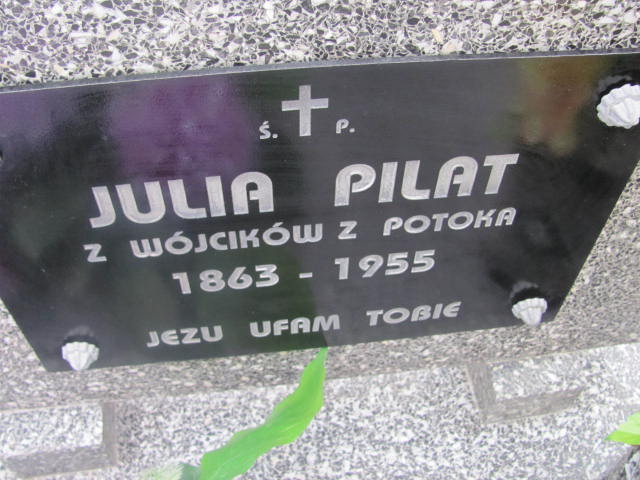 Ś. P.
JULIA PILAT
Z WÓJCIKÓW Z POTOKA
1863 - 1955
JEZU UFAM TOBIE